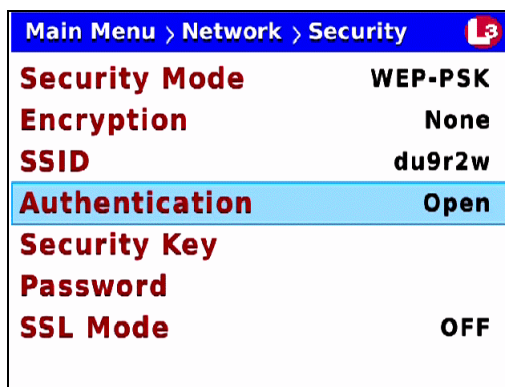 Main Menu > Network > Security L3
Security Mode WEP-PSK
Encryption None
SSID du9r2w
Authentication Open
Security Key
Password
SSL Mode OFF